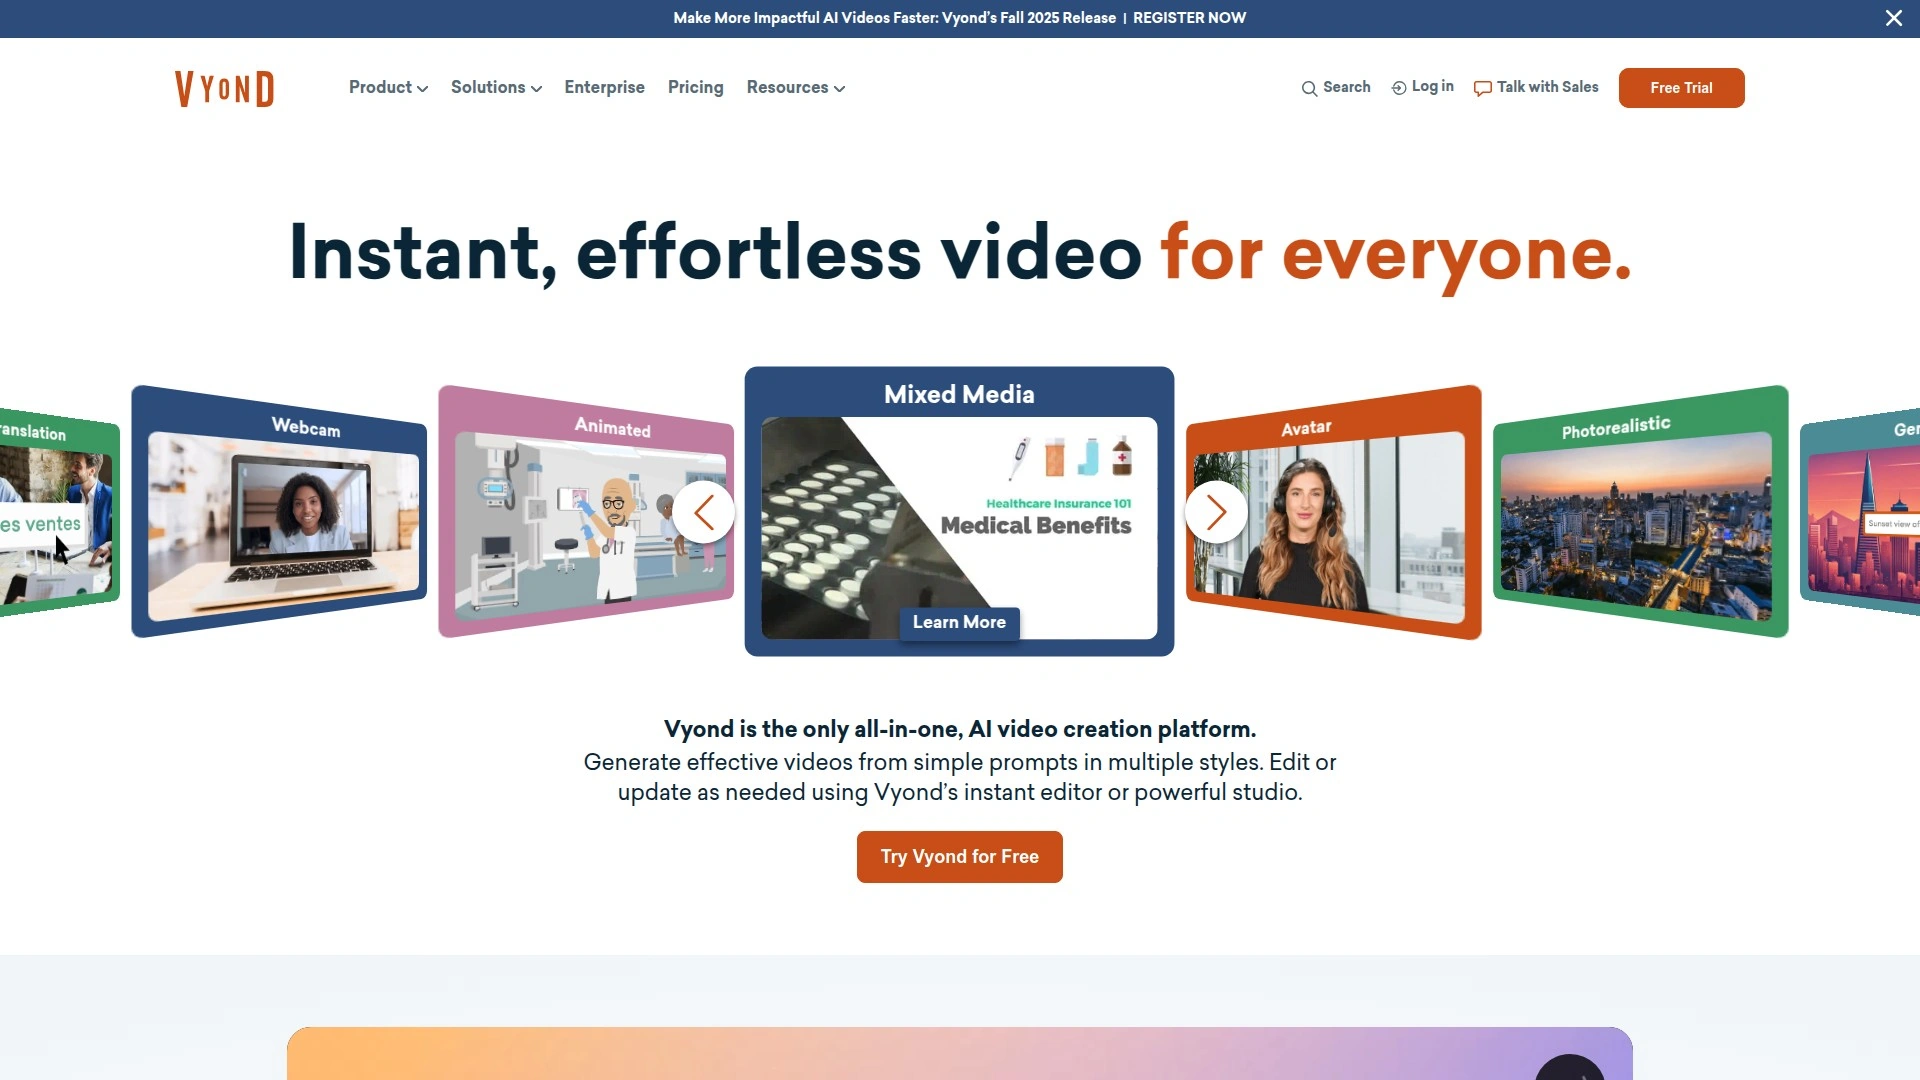 Make More Impactful AI Videos Faster: Vyond’s Fall 2025 Release | REGISTER NOW
VYOND
Product
Solutions
Enterprise
Pricing
Resources
Search
Log in
Talk with Sales
Free Trial
Instant, effortless video for everyone.
anslation
es ventes
Webcam
Animated
Mixed Media
Healthcare Insurance 101
Medical Benefits
Learn More
Avatar
Photorealistic
Sunset view of
Vyond is the only all-in-one, AI video creation platform.
Generate effective videos from simple prompts in multiple styles. Edit or
update as needed using Vyond’s instant editor or powerful studio.
Try Vyond for Free